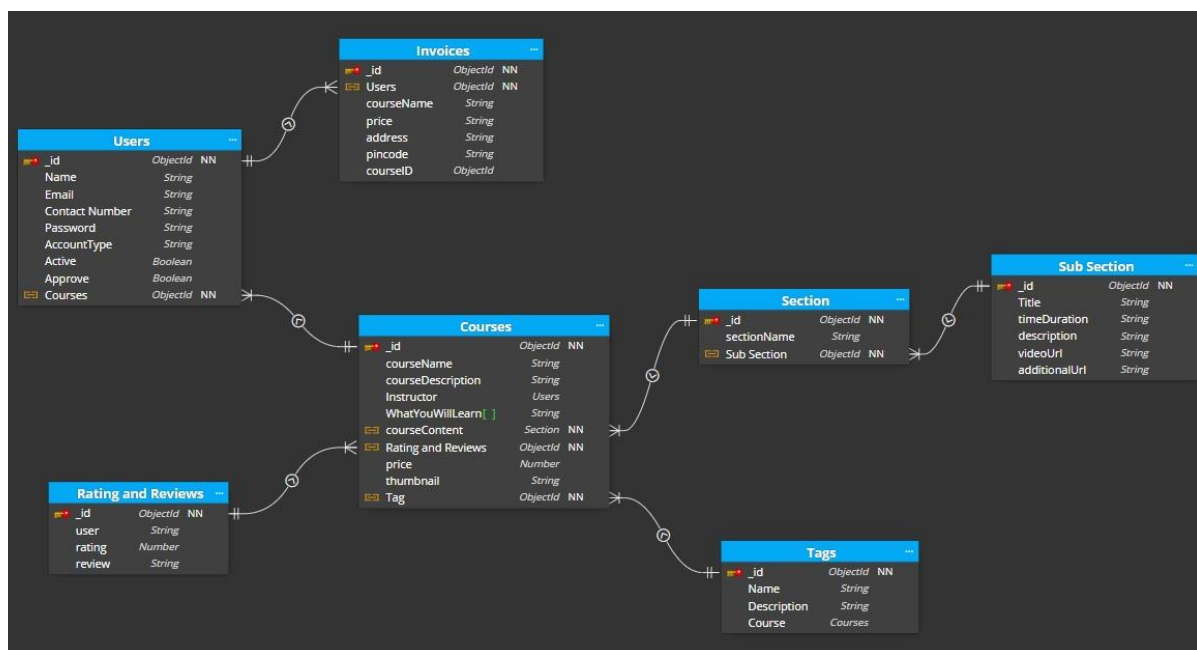 Invoices ...
_id ObjectId NN
Users ObjectId NN
courseName String
price String
address String
pincode String
courseID ObjectId
Users ...
_id ObjectId NN
Name String
Email String
Contact Number String
Password String
AccountType String
Active Boolean
Approve Boolean
Courses ObjectId NN
Courses ...
_id ObjectId NN
courseName String
courseDescription String
Instructor Users
WhatYouWillLearn[ ] String
courseContent Section NN
Rating and Reviews ObjectId NN
price Number
thumbnail String
Tag ObjectId NN
Section ...
_id ObjectId NN
sectionName String
Sub Section ObjectId NN
Sub Section ...
_id ObjectId NN
Title String
timeDuration String
description String
videoUrl String
additionalUrl String
Rating and Reviews ...
_id ObjectId NN
user String
rating Number
review String
Tags ...
_id ObjectId NN
Name String
Description String
Course Courses